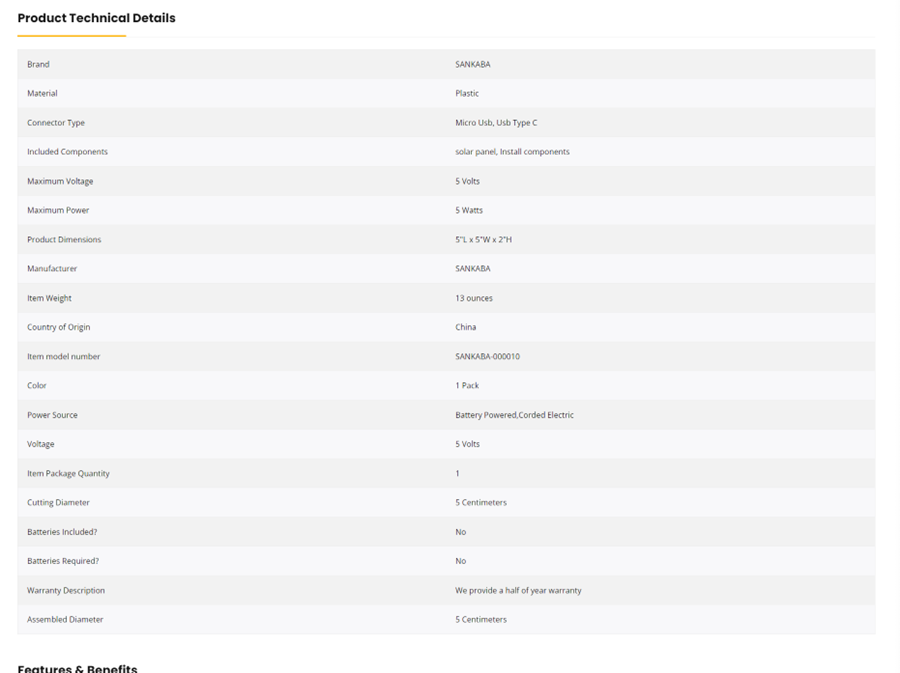 Product Technical Details
Brand SANKABA
Material Plastic
Connector Type Micro Usb, Usb Type C
Included Components solar panel, Install components
Maximum Voltage 5 Volts
Maximum Power 5 Watts
Product Dimensions 5"L x 5"W x 2"H
Manufacturer SANKABA
Item Weight 13 ounces
Country of Origin China
Item model number SANKABA-000010
Color 1 Pack
Power Source Battery Powered,Corded Electric
Voltage 5 Volts
Item Package Quantity 1
Cutting Diameter 5 Centimeters
Batteries Included? No
Batteries Required? No
Warranty Description We provide a half of year warranty
Assembled Diameter 5 Centimeters
Features & Benefits